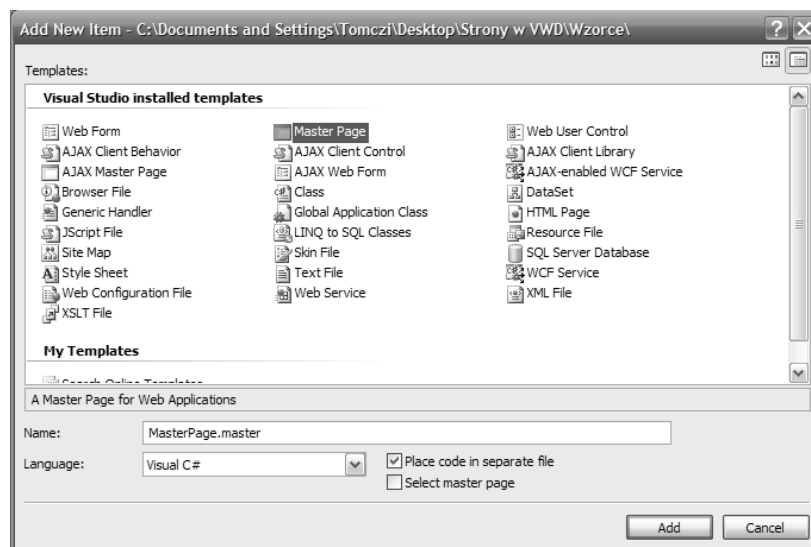 Add New Item - C:\Documents and Settings\Tomczi\Desktop\Strony w VWD\Wzorce\
Templates:
Visual Studio installed templates
Web Form Master Page Web User Control
AJAX Client Behavior AJAX Client Control AJAX Client Library
AJAX Master Page AJAX Web Form AJAX-enabled WCF Service
Browser File Class DataSet
Generic Handler Global Application Class HTML Page
JScript File LINQ to SQL Classes Resource File
Site Map Skin File SQL Server Database
Style Sheet Text File WCF Service
Web Configuration File Web Service XML File
XSLT File
My Templates
Search Online Templates
A Master Page for Web Applications
Name: MasterPage.master
Language: Visual C# Place code in separate file
Select master page
Add Cancel